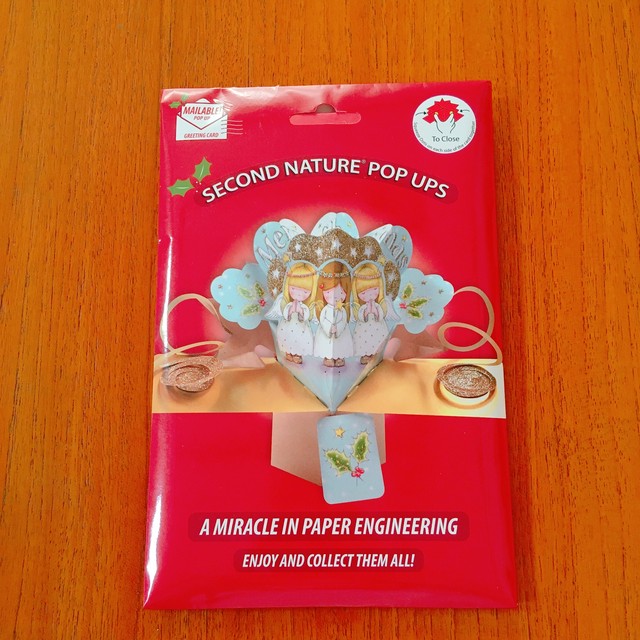 MAILABLE
POP UP
GREETING CARD
To Close
SECOND NATURE® POP UPS
A MIRACLE IN PAPER ENGINEERING
ENJOY AND COLLECT THEM ALL!